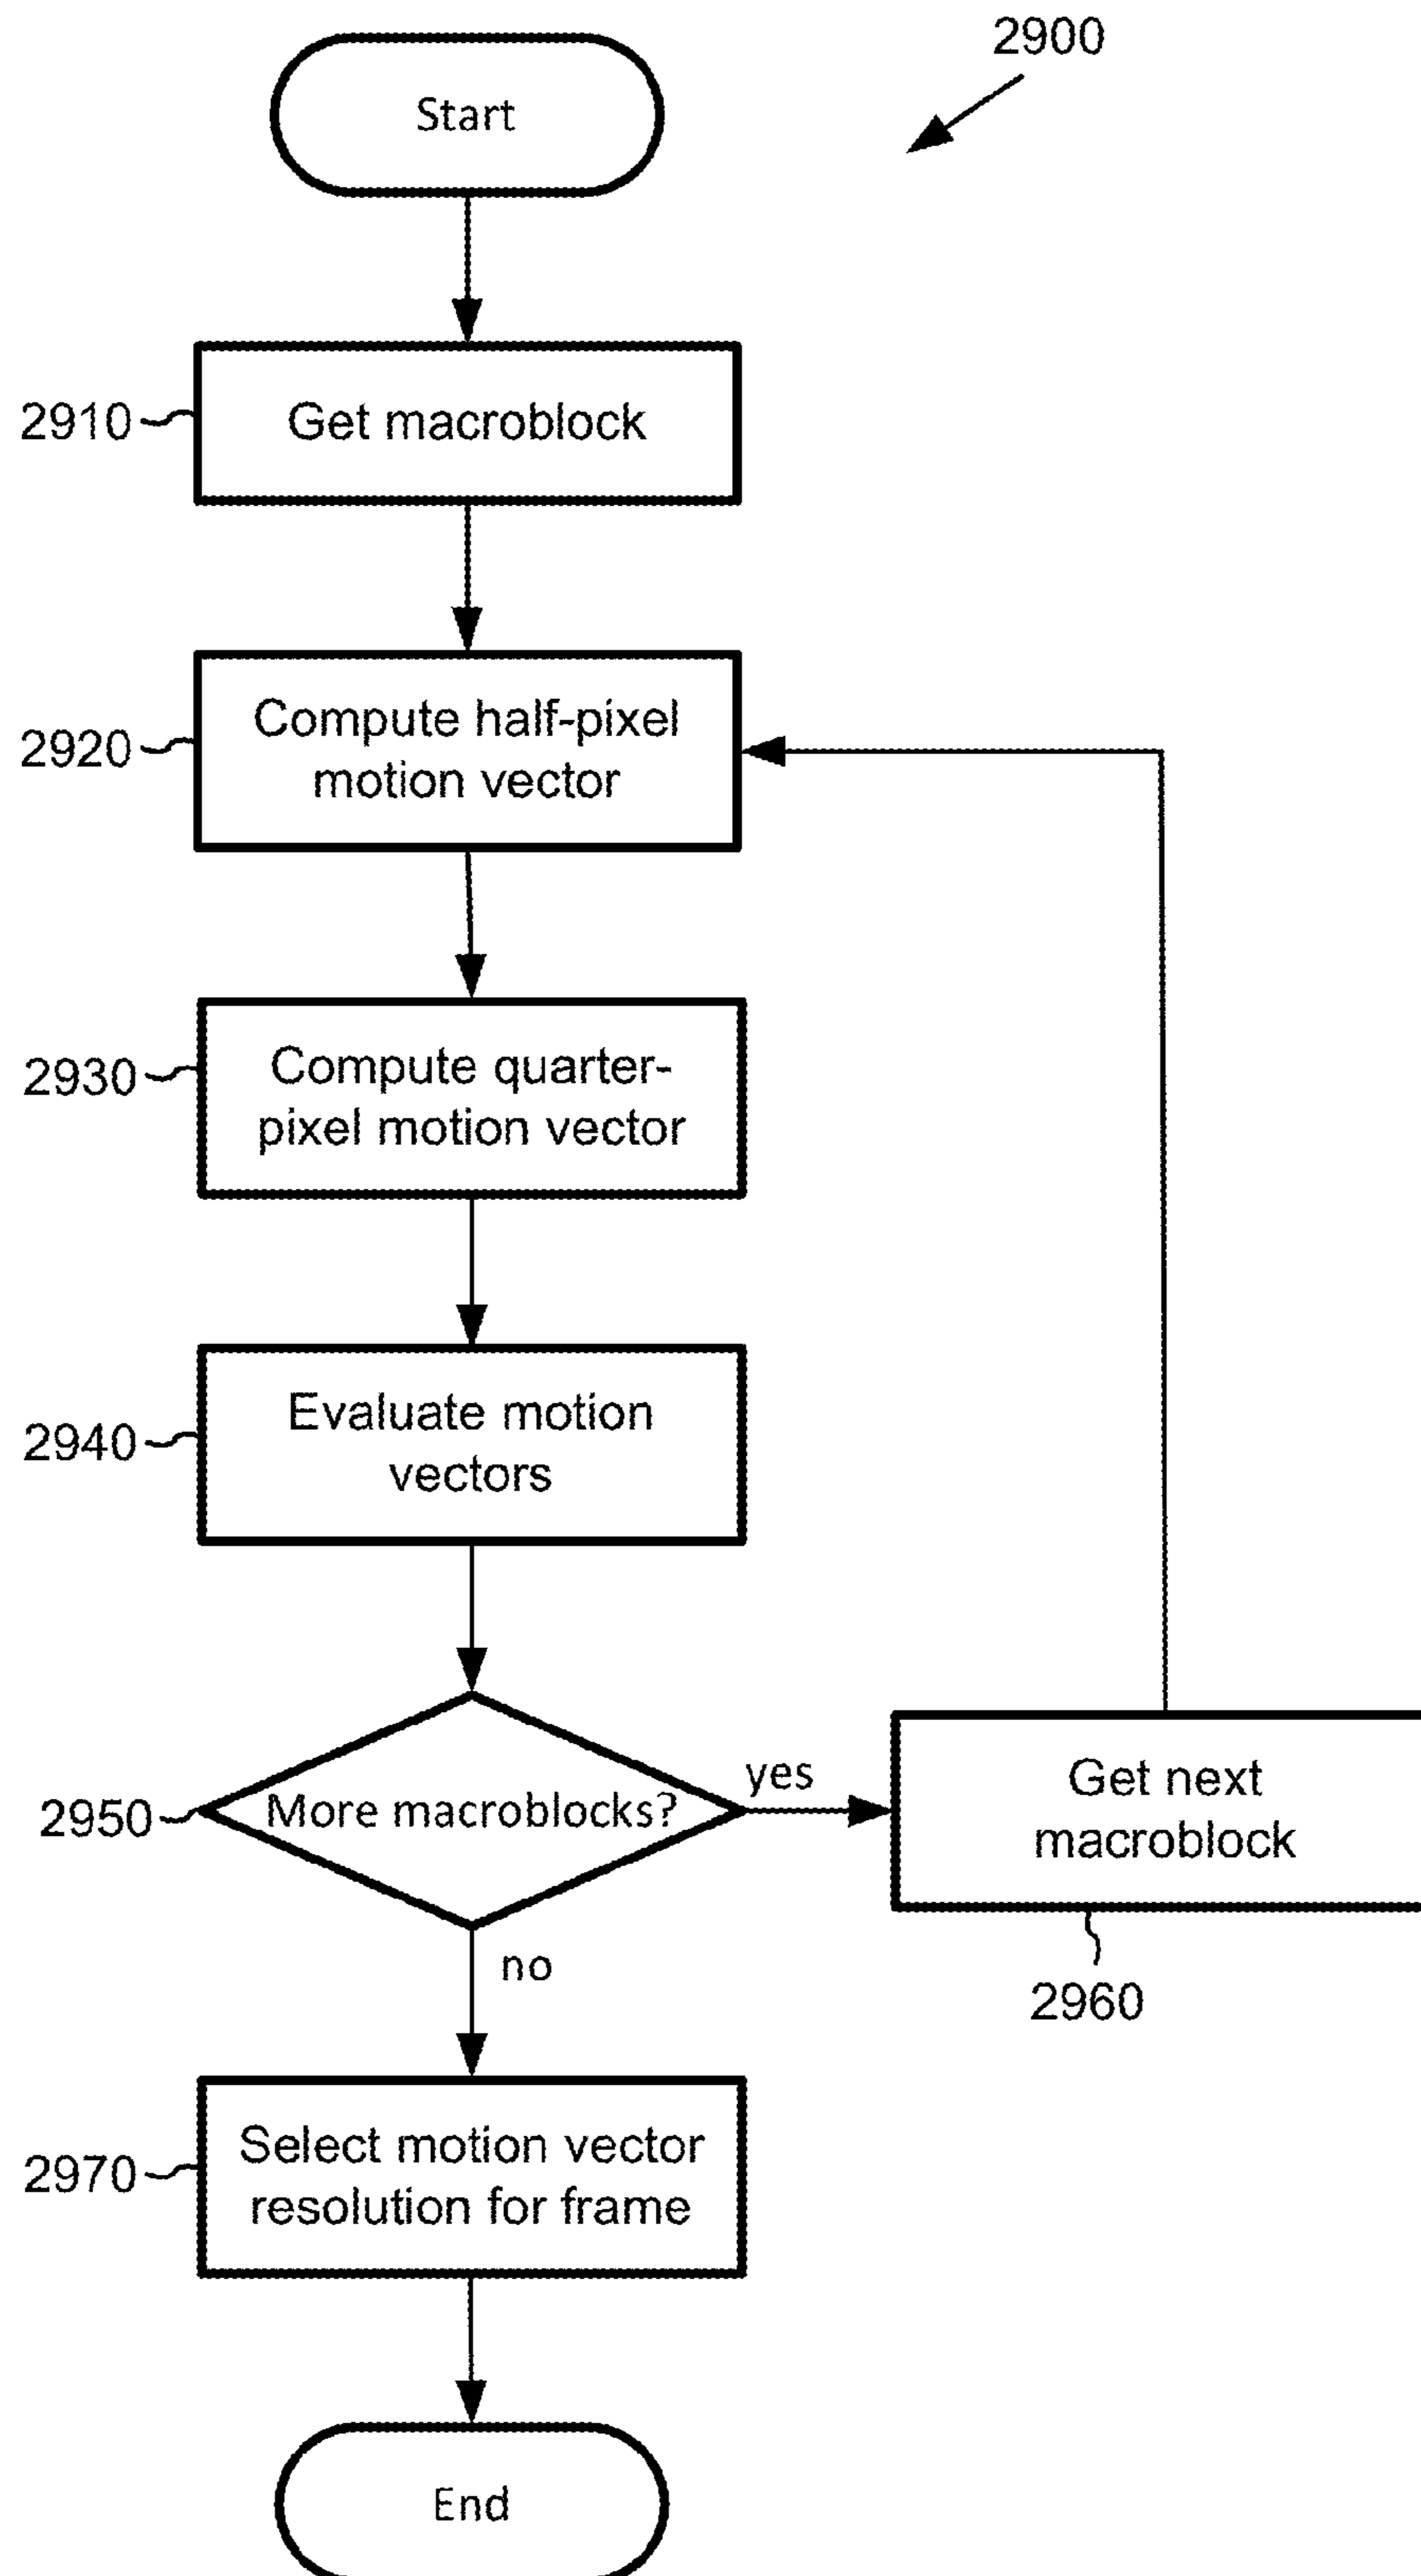 2900
Start
2910
Get macroblock
2920
Compute half-pixel
motion vector
2930
Compute quarter-
pixel motion vector
2940
Evaluate motion
vectors
2950
More macroblocks?
yes
Get next
macroblock
2960
no
2970
Select motion vector
resolution for frame
End